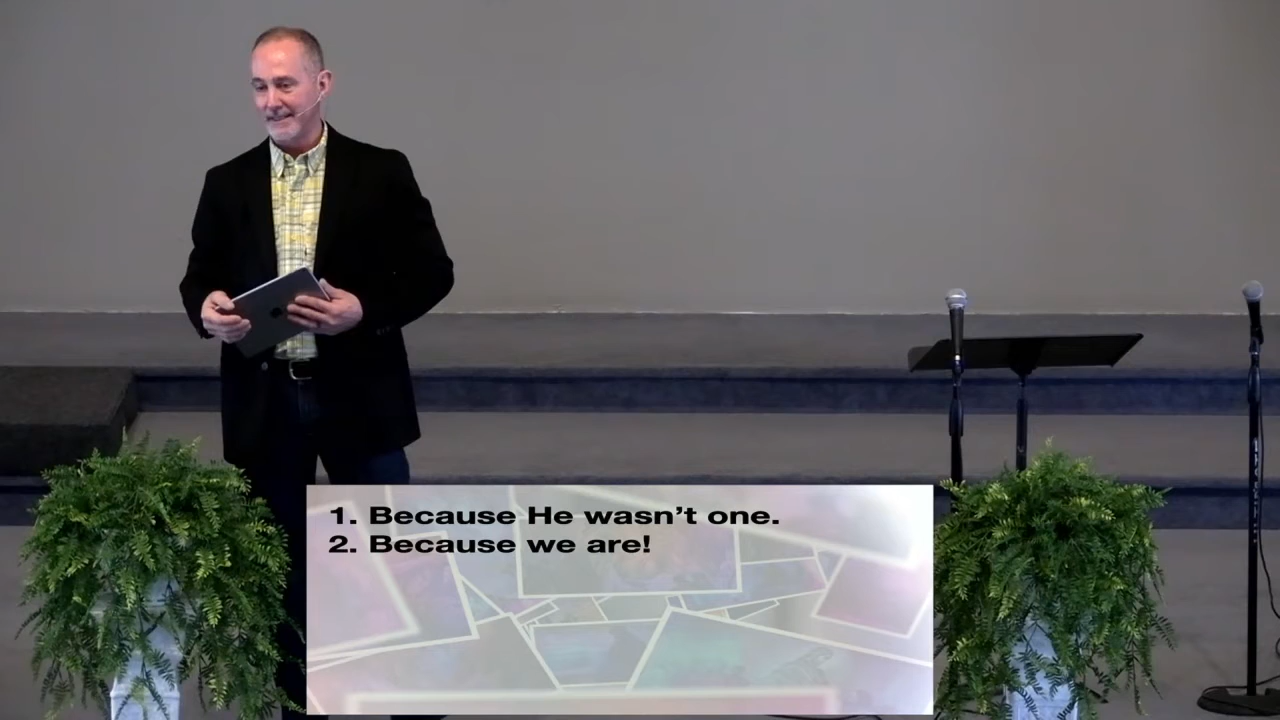 1. Because He wasn’t one.
2. Because we are!